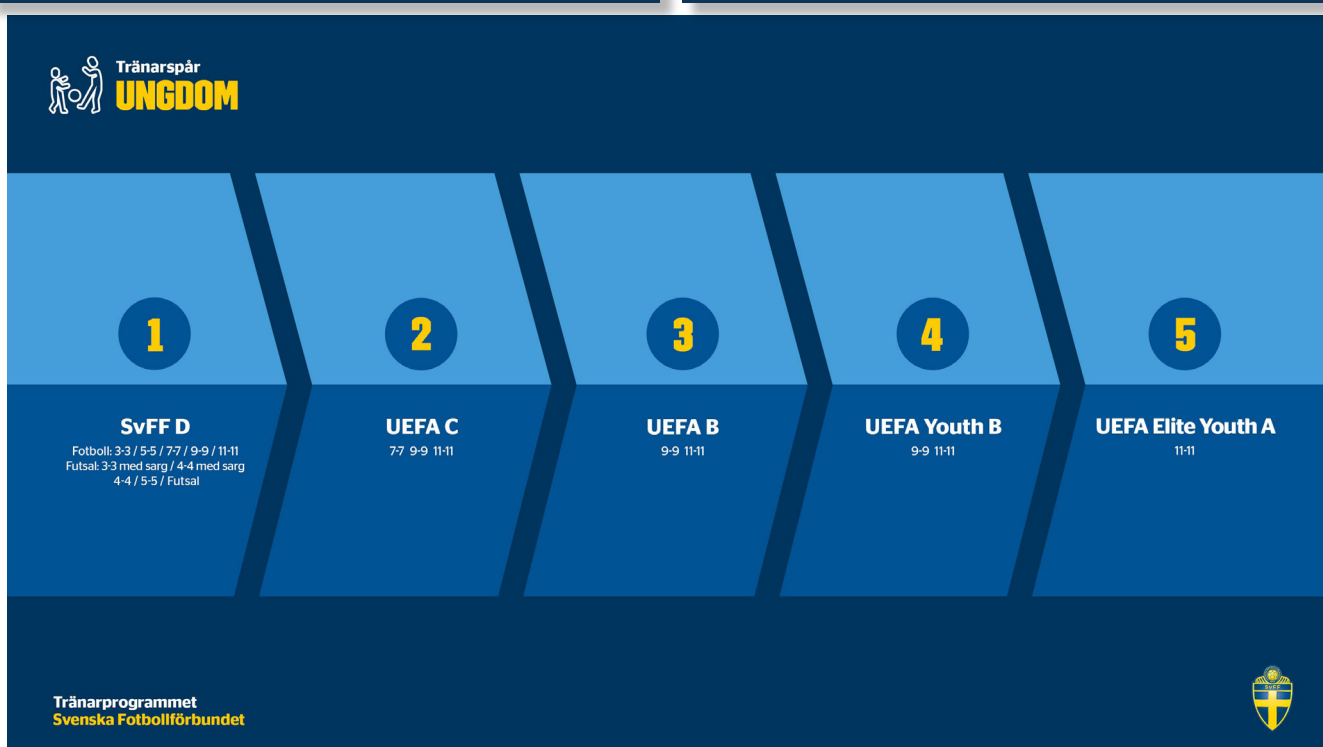 Tränarspår
UNGDOM
1
2
3
4
5
SvFF D
Fotboll: 3-3 / 5-5 / 7-7 / 9-9 / 11-11
Futsal: 3-3 med sarg / 4-4 med sarg
4-4 / 5-5 / Futsal
UEFA C
7-7 9-9 11-11
UEFA B
9-9 11-11
UEFA Youth B
9-9 11-11
UEFA Elite Youth A
11-11
Tränarprogrammet
Svenska Fotbollförbundet
SVFF